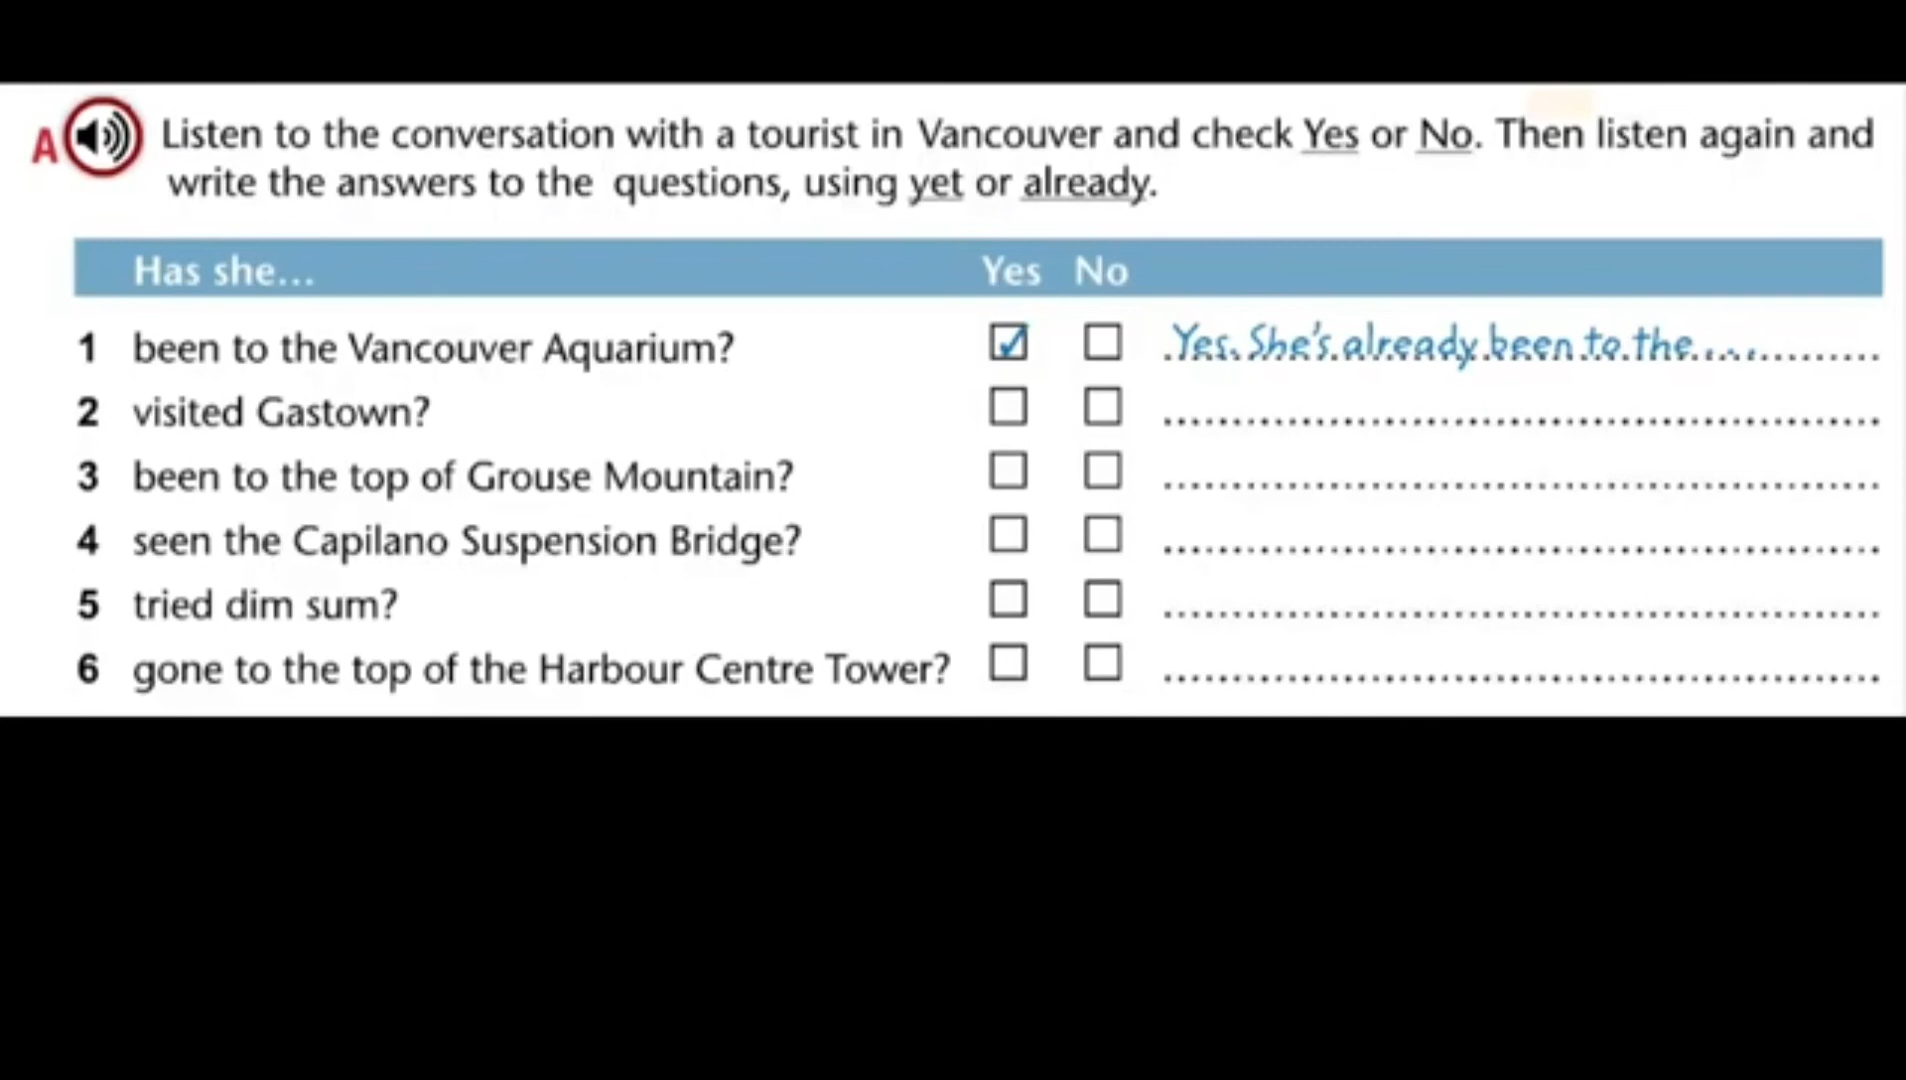 A Listen to the conversation with a tourist in Vancouver and check Yes or No. Then listen again and
write the answers to the questions, using yet or already.
Has she... Yes No
1 been to the Vancouver Aquarium? Yes. She's already been to the....
2 visited Gastown?
3 been to the top of Grouse Mountain?
4 seen the Capilano Suspension Bridge?
5 tried dim sum?
6 gone to the top of the Harbour Centre Tower?